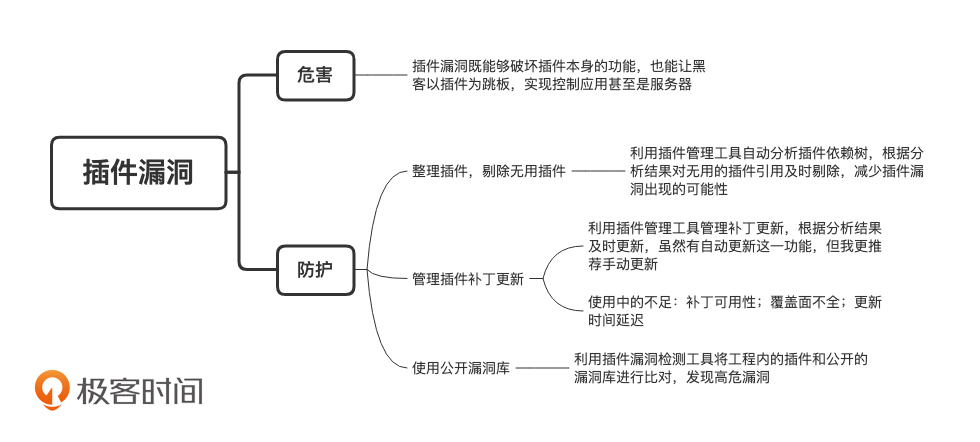 插件漏洞
危害
插件漏洞既能够破坏插件本身的功能，也能让黑
客以插件为跳板，实现控制应用甚至是服务器
防护
整理插件，剔除无用插件
利用插件管理工具自动分析插件依赖树，根据分
析结果对无用的插件引用及时剔除，减少插件漏
洞出现的可能性
管理插件补丁更新
利用插件管理工具管理补丁更新，根据分析结果
及时更新，虽然有自动更新这一功能，但我更推
荐手动更新
使用中的不足：补丁可用性；覆盖面不全；更新
时间延迟
使用公开漏洞库
利用插件漏洞检测工具将工程内的插件和公开的
漏洞库进行比对，发现高危漏洞
极客时间